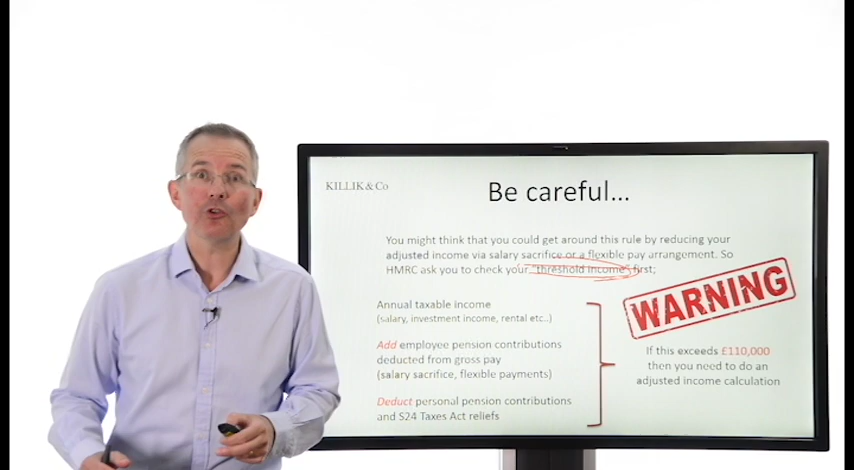 KILLIK & Co
Be careful...
You might think that you could get around this rule by reducing your
adjusted income via salary sacrifice or a flexible pay arrangement. So
HMRC ask you to check your "threshold income" first;
Annual taxable income
(salary, investment income, rental etc..)
Add employee pension contributions
deducted from gross pay
(salary sacrifice, flexible payments)
Deduct personal pension contributions
and S24 Taxes Act reliefs
WARNING
If this exceeds £110,000
then you need to do an
adjusted income calculation